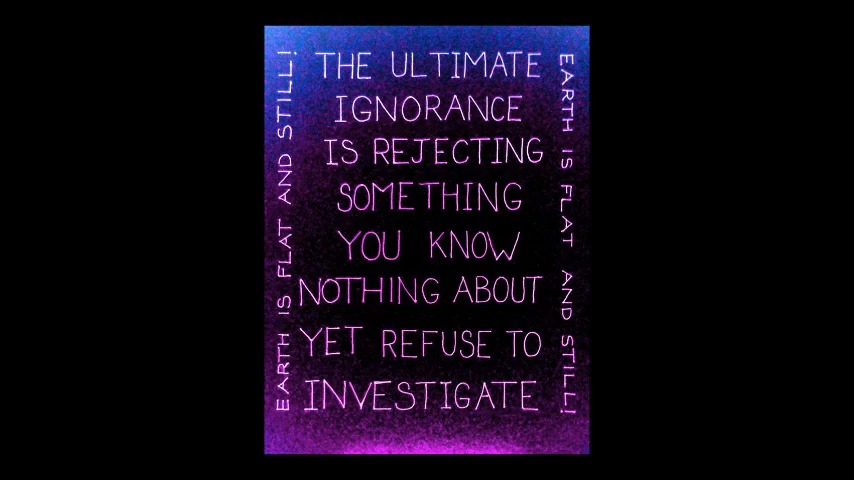 THE ULTIMATE
IGNORANCE
IS REJECTING
SOMETHING
YOU KNOW
NOTHING ABOUT
YET REFUSE TO
INVESTIGATE
EARTH IS FLAT AND STILL!
EARTH IS FLAT AND STILL!